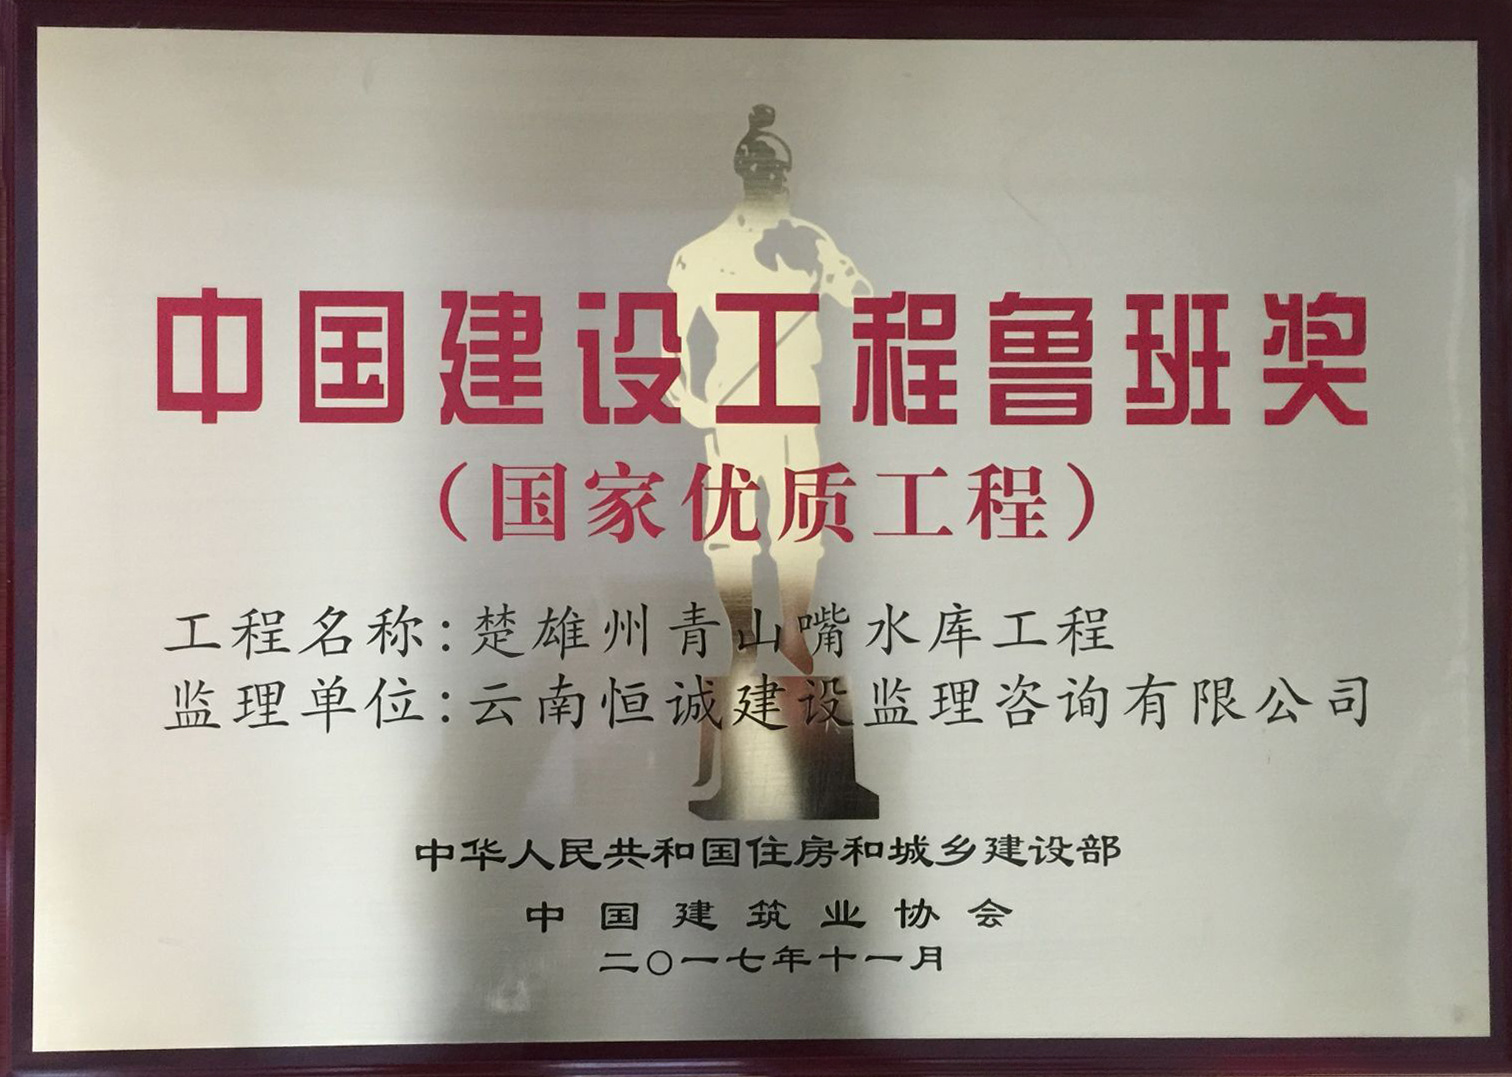 中国建设工程鲁班奖
（国家优质工程）
工程名称:楚雄州青山嘴水库工程
监理单位:云南恒诚建设监理咨询有限公司
中华人民共和国住房和城乡建设部
中国建筑业协会
二〇一七年十一月